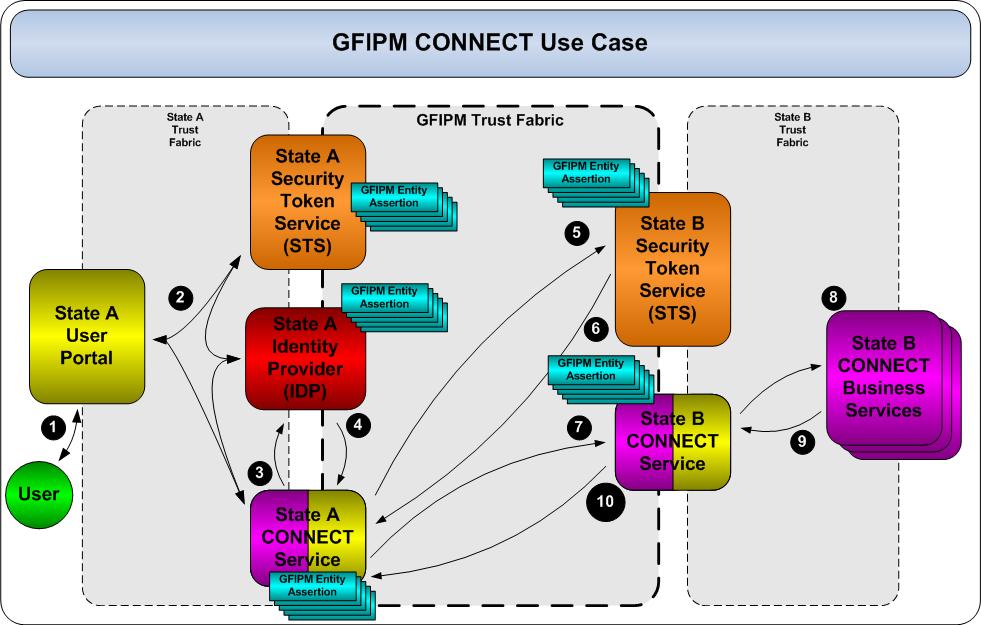 GFIPM CONNECT Use Case
State A
Trust
Fabric
GFIPM Trust Fabric
State B
Trust
Fabric
State A
Security
Token
Service
(STS)
GFIPM Entity
Assertion
GFIPM Entity
Assertion
State B
Security
Token
Service
(STS)
5
2
State A
User
Portal
State A
Identity
Provider
(IDP)
GFIPM Entity
Assertion
6
8
State B
CONNECT
Business
Services
GFIPM Entity
Assertion
1
4
3
7
State B
CONNECT
Service
9
User
10
State A
CONNECT
Service
GFIPM Entity
Assertion